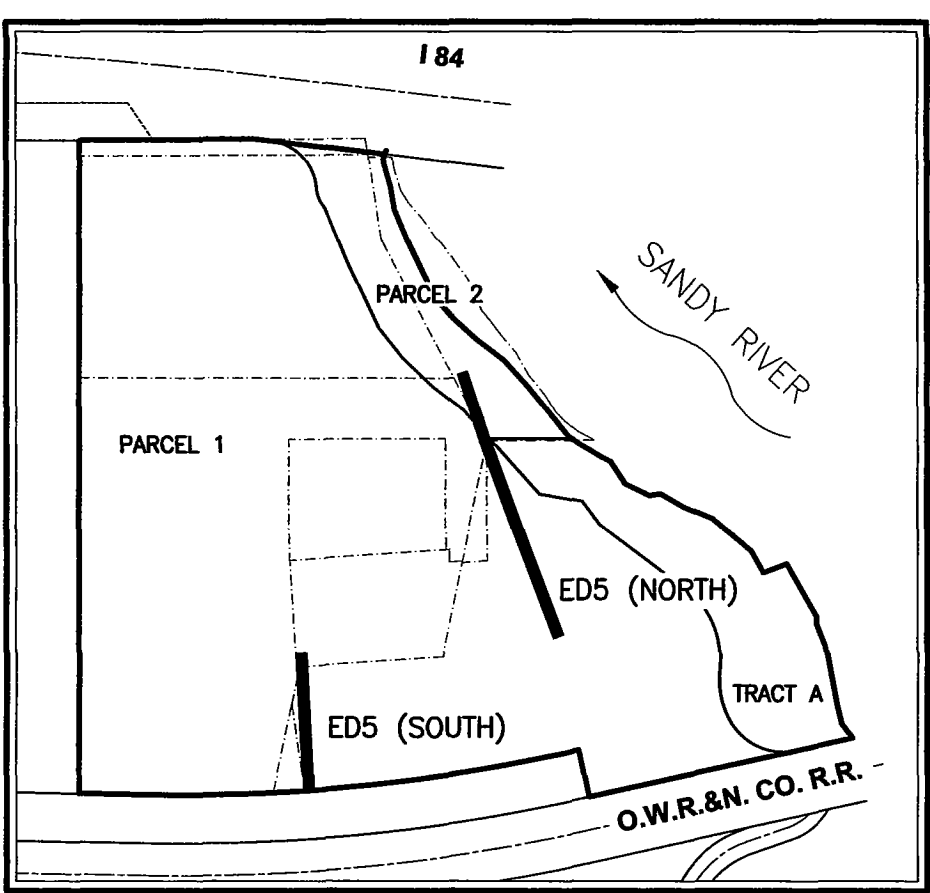 I 84
SANDY RIVER
PARCEL 2
PARCEL 1
ED5 (NORTH)
TRACT A
ED5 (SOUTH)
O.W.R.&N. CO. R.R.